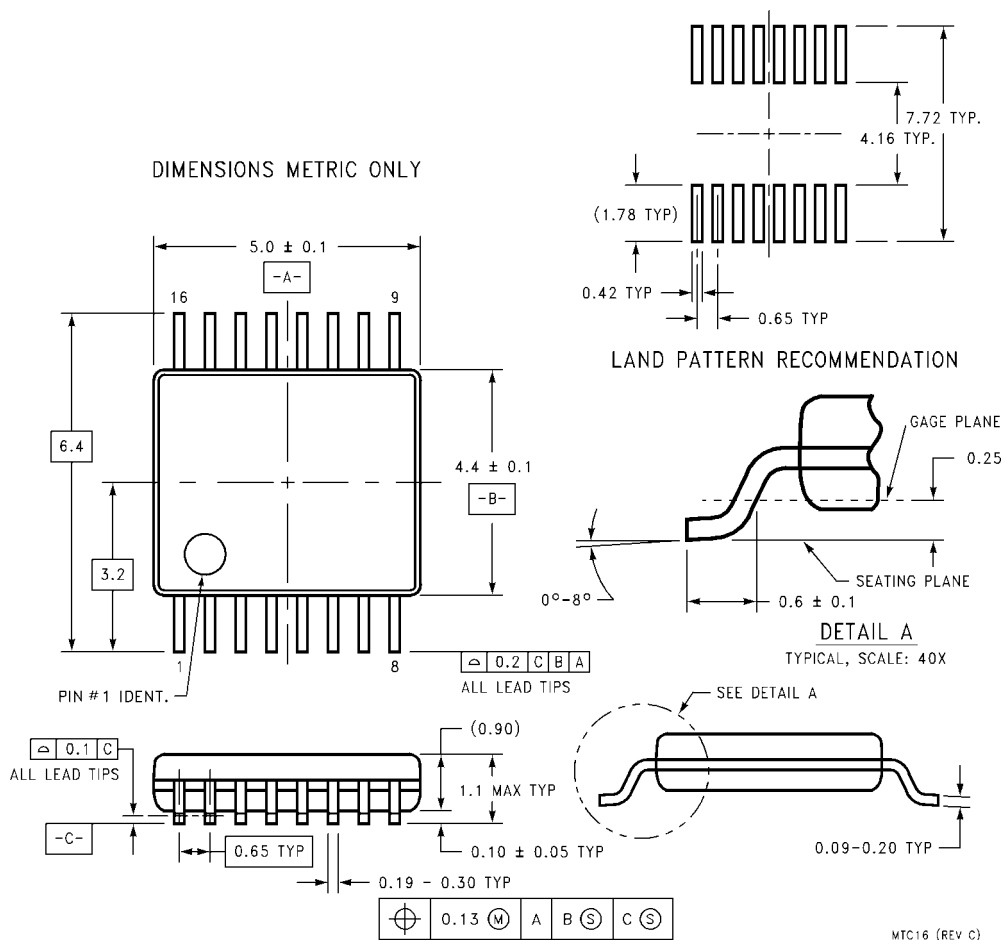 7.72 TYP.
4.16 TYP.
DIMENSIONS METRIC ONLY
(1.78 TYP)
5.0 ± 0.1
-A-
0.42 TYP
16
9
0.65 TYP
LAND PATTERN RECOMMENDATION
GAGE PLANE
6.4
4.4 ± 0.1
0.25
-B-
3.2
SEATING PLANE
0°-8°
0.6 ± 0.1
DETAIL A
1
8
⌓ 0.2 C B A
TYPICAL, SCALE: 40X
ALL LEAD TIPS
PIN #1 IDENT.
SEE DETAIL A
(0.90)
⌓ 0.1 C
ALL LEAD TIPS
1.1 MAX TYP
-C-
0.65 TYP
0.10 ± 0.05 TYP
0.09-0.20 TYP
0.19 - 0.30 TYP
⌖ 0.13 Ⓜ A B Ⓢ C Ⓢ
MTC16 (REV C)